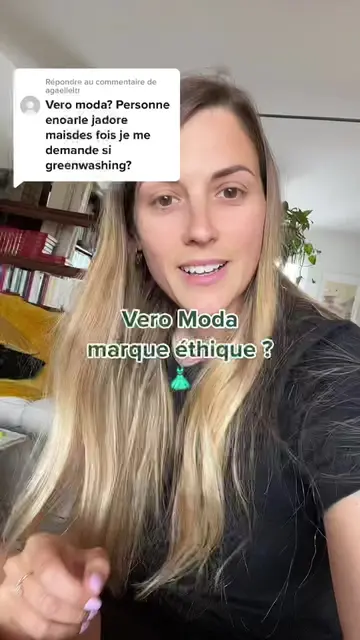 Répondre au commentaire de
agaelleltr
Vero moda? Personne
enoarle jadore
maisdes fois je me
demande si
greenwashing?
Vero Moda
marque éthique ?